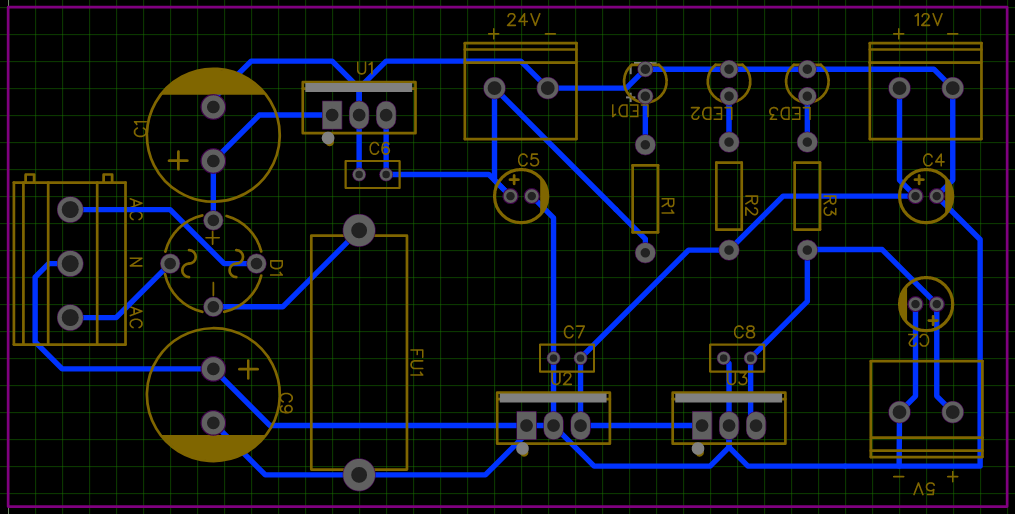 24V
12V
+ −
+ −
U1
C1
LED1
LED2
LED3
C6
C5
C4
AC
R1
R2
R3
N
D1
AC
C2
C7
C8
FU1
U2
U3
C9
− +
5V